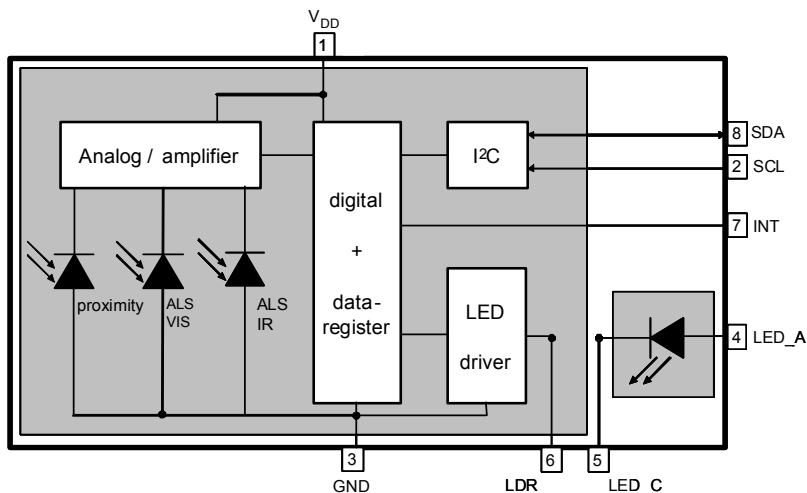 VDD
1
Analog / amplifier
I²C
8 SDA
2 SCL
digital
+
data-
register
7 INT
proximity
ALS
VIS
ALS
IR
LED
driver
4 LED_A
3
GND
6
LDR
5
LED_C